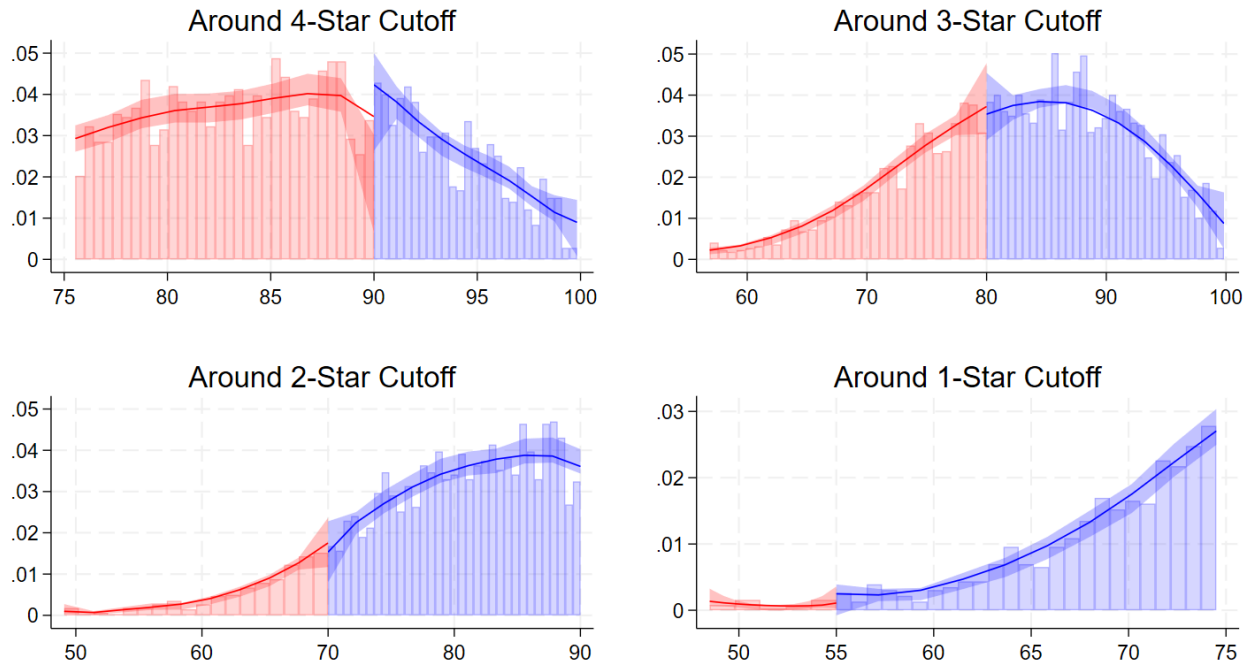 Around 4-Star Cutoff
.05
.04
.03
.02
.01
0
75 80 85 90 95 100
Around 3-Star Cutoff
.05
.04
.03
.02
.01
0
60 70 80 90 100
Around 2-Star Cutoff
.05
.04
.03
.02
.01
0
50 60 70 80 90
Around 1-Star Cutoff
.03
.02
.01
0
50 55 60 65 70 75